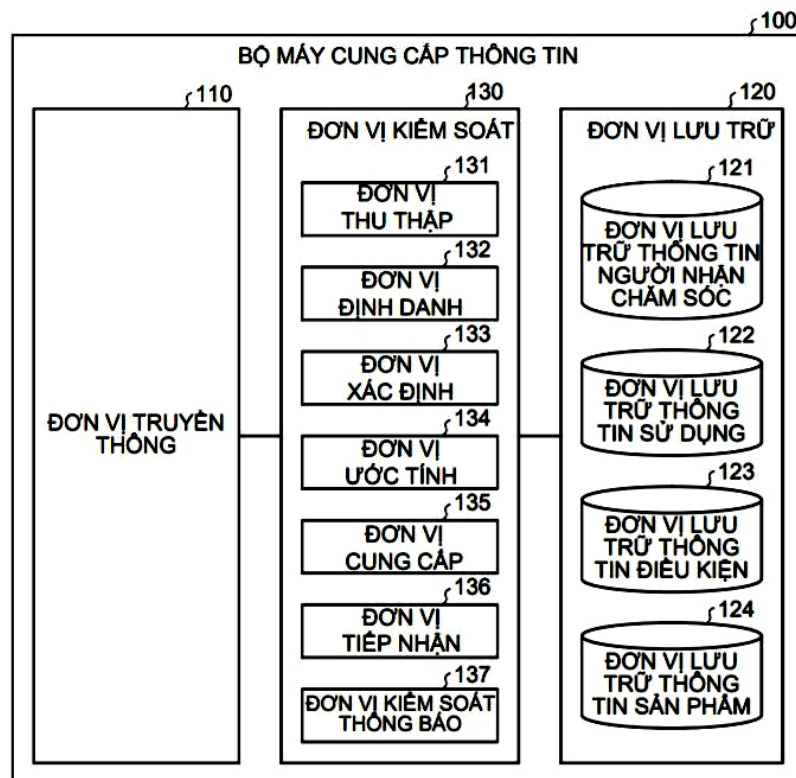 100
BỘ MÁY CUNG CẤP THÔNG TIN
110
ĐƠN VỊ TRUYỀN
THÔNG
130
ĐƠN VỊ KIỂM SOÁT
131
ĐƠN VỊ
THU THẬP
132
ĐƠN VỊ
ĐỊNH DANH
133
ĐƠN VỊ
XÁC ĐỊNH
134
ĐƠN VỊ
ƯỚC TÍNH
135
ĐƠN VỊ
CUNG CẤP
136
ĐƠN VỊ
TIẾP NHẬN
137
ĐƠN VỊ KIỂM SOÁT
THÔNG BÁO
120
ĐƠN VỊ LƯU TRỮ
121
ĐƠN VỊ LƯU
TRỮ THÔNG TIN
NGƯỜI NHẬN
CHĂM SÓC
122
ĐƠN VỊ LƯU
TRỮ THÔNG
TIN SỬ DỤNG
123
ĐƠN VỊ LƯU
TRỮ THÔNG
TIN ĐIỀU KIỆN
124
ĐƠN VỊ LƯU
TRỮ THÔNG
TIN SẢN PHẨM